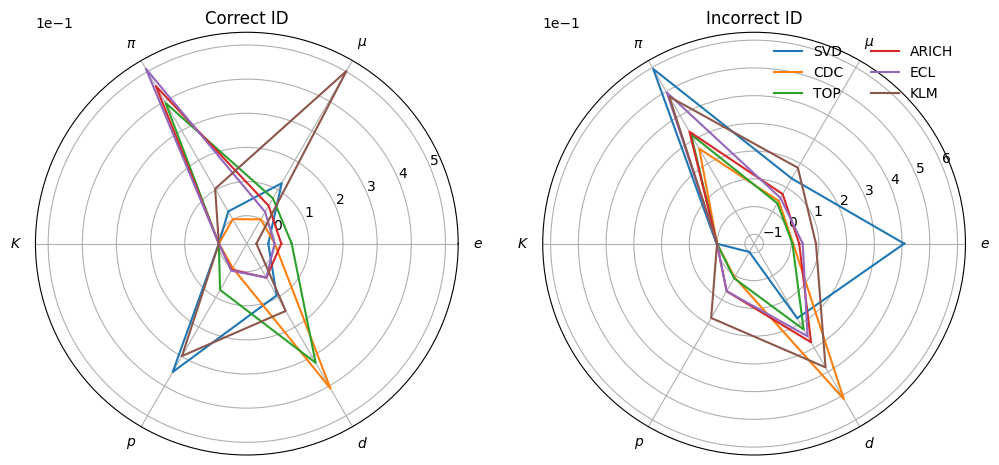 Correct ID
1e−1
π
μ
K
e
p
d
0
1
2
3
4
5
Incorrect ID
1e−1
π
μ
K
e
p
d
−1
0
1
2
3
4
5
6
SVD
CDC
TOP
ARICH
ECL
KLM